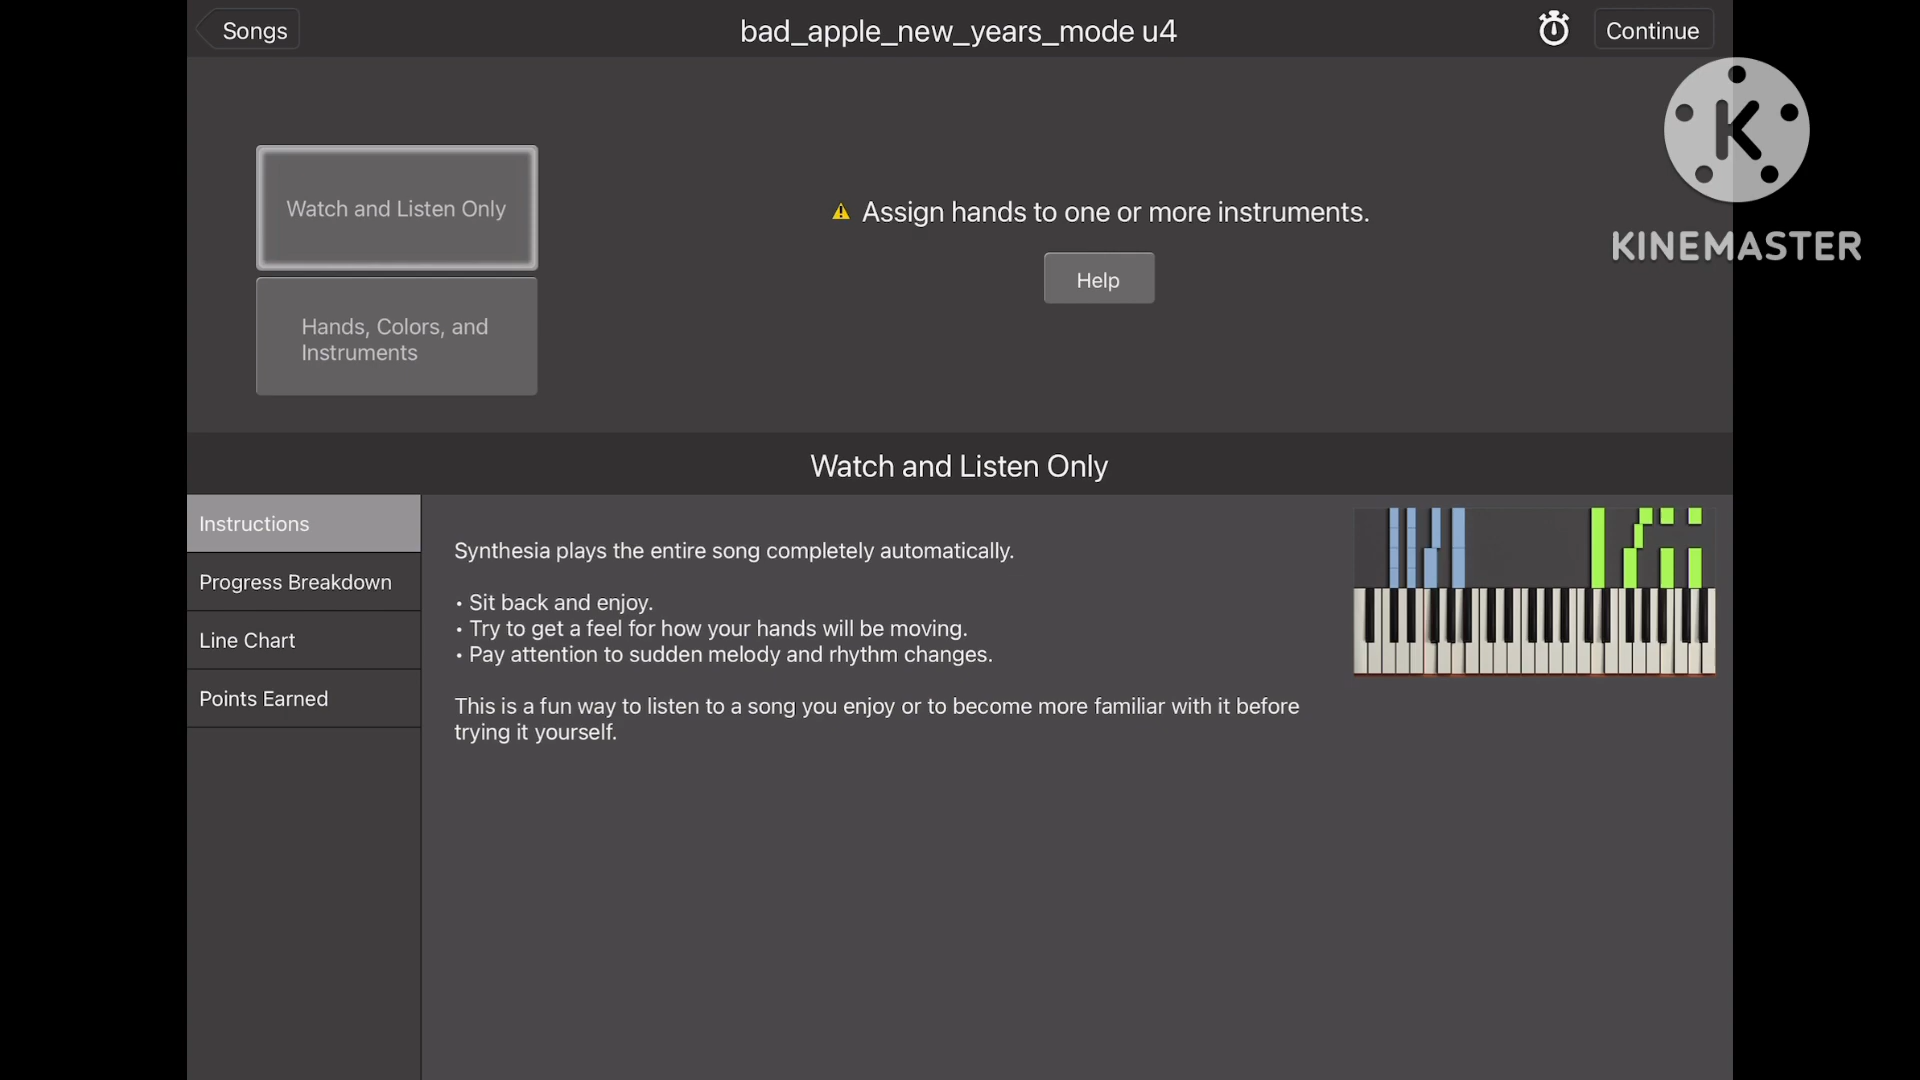 Songs
bad_apple_new_years_mode u4
Continue
K
KINEMASTER
Watch and Listen Only
Hands, Colors, and
Instruments
Assign hands to one or more instruments.
Help
Watch and Listen Only
Instructions
Progress Breakdown
Line Chart
Points Earned
Synthesia plays the entire song completely automatically.
• Sit back and enjoy.
• Try to get a feel for how your hands will be moving.
• Pay attention to sudden melody and rhythm changes.
This is a fun way to listen to a song you enjoy or to become more familiar with it before
trying it yourself.